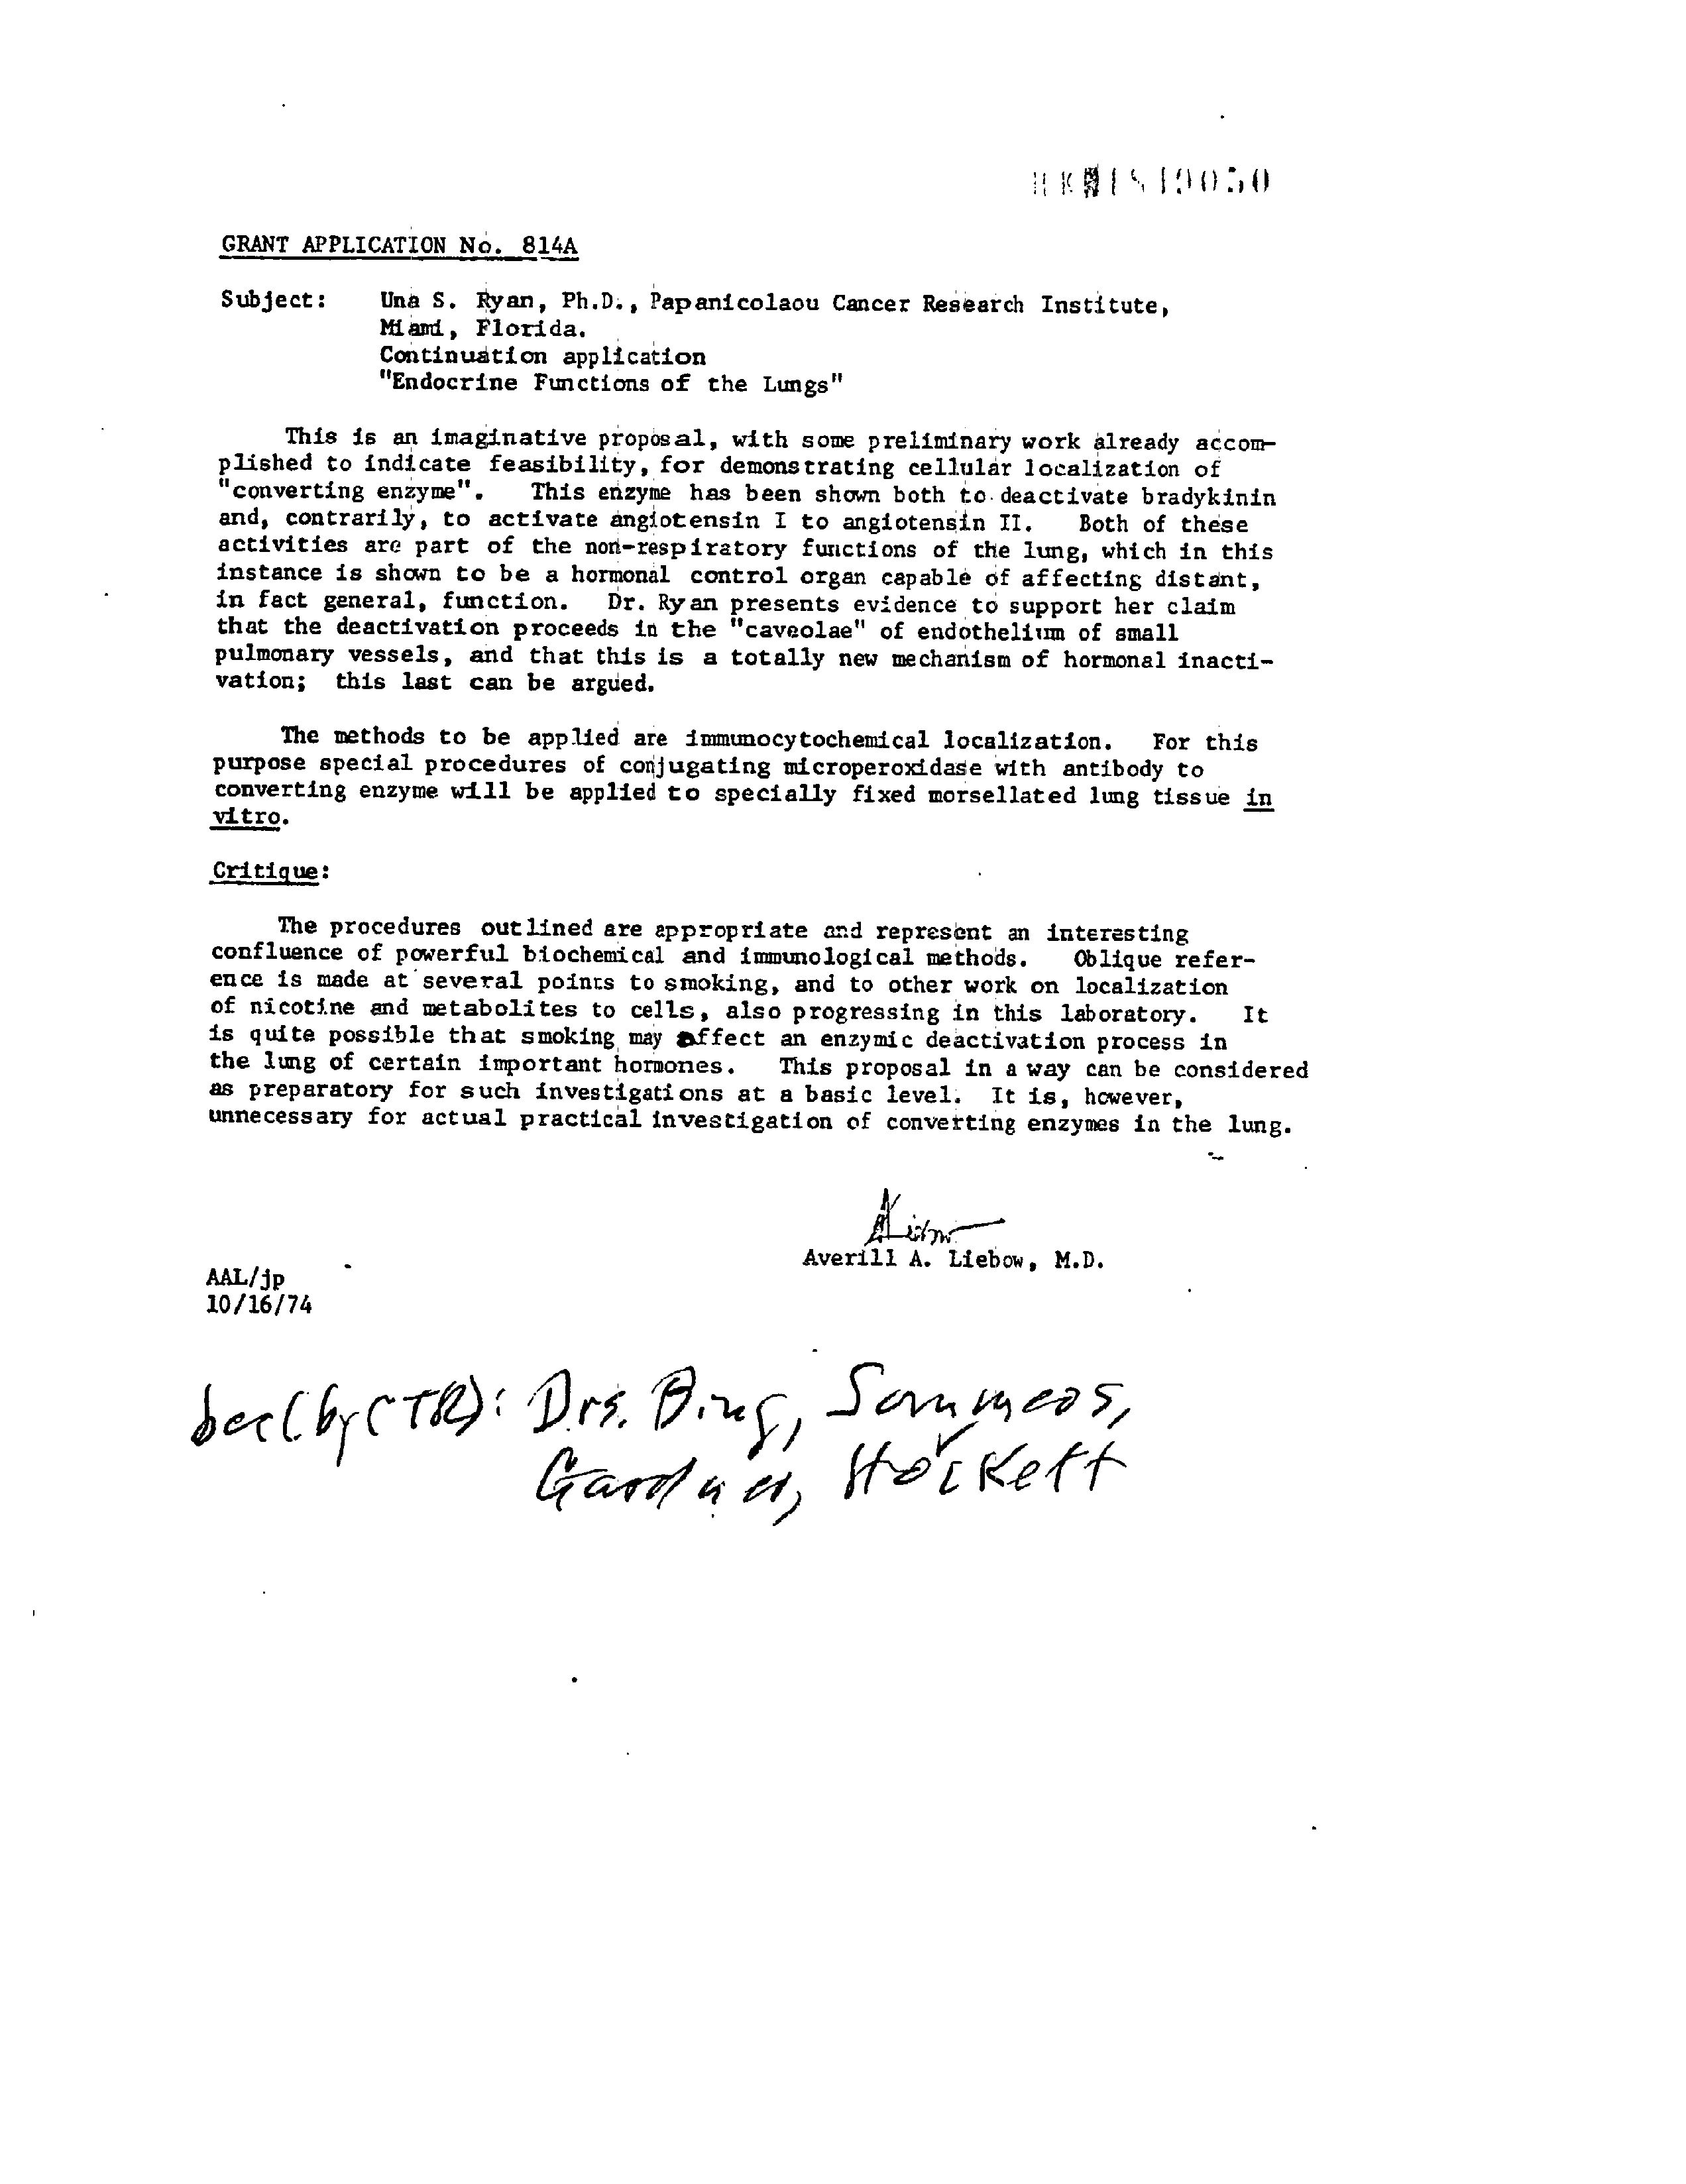 GRANT APPLICATION No. 814A
Subject: Una S. Ryan, Ph.D., Papanicolaou Cancer Research Institute,
Miami, Florida.
Continuation application
"Endocrine Functions of the Lungs"
This is an imaginative proposal, with some preliminary work already accom-
plished to indicate feasibility, for demonstrating cellular localization of
"converting enzyme". This enzyme has been shown both to deactivate bradykinin
and, contrarily, to activate angiotensin I to angiotensin II. Both of these
activities are part of the non-respiratory functions of the lung, which in this
instance is shown to be a hormonal control organ capable of affecting distant,
in fact general, function. Dr. Ryan presents evidence to support her claim
that the deactivation proceeds in the "caveolae" of endothelium of small
pulmonary vessels, and that this is a totally new mechanism of hormonal inacti-
vation; this last can be argued.
The methods to be applied are immunocytochemical localization. For this
purpose special procedures of conjugating microperoxidase with antibody to
converting enzyme will be applied to specially fixed morsellated lung tissue in
vitro.
Critique:
The procedures outlined are appropriate and represent an interesting
confluence of powerful biochemical and immunological methods. Oblique refer-
ence is made at several points to smoking, and to other work on localization
of nicotine and metabolites to cells, also progressing in this laboratory. It
is quite possible that smoking may affect an enzymic deactivation process in
the lung of certain important hormones. This proposal in a way can be considered
as preparatory for such investigations at a basic level. It is, however,
unnecessary for actual practical investigation of converting enzymes in the lung.
Averill A. Liebow, M.D.
AAL/jp
10/16/74
bcc (by CTR): Drs. Bing, Sommers,
Gardner, Hockett